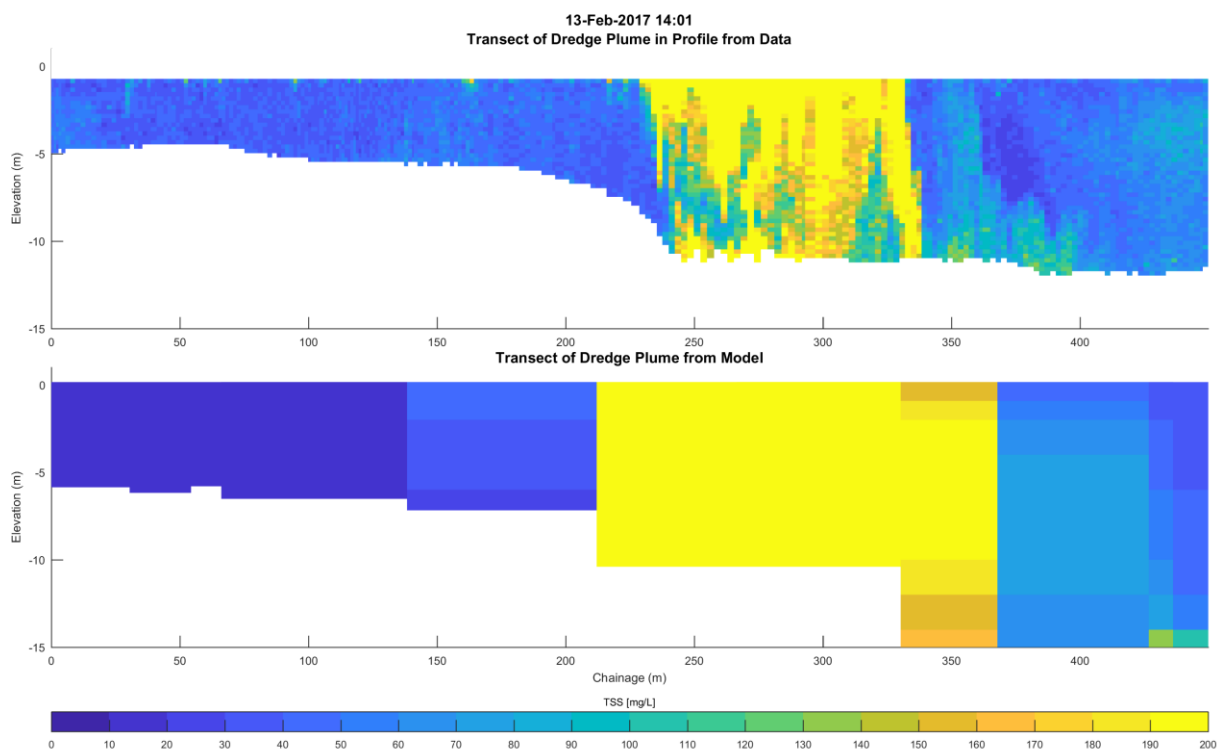 13-Feb-2017 14:01
Transect of Dredge Plume in Profile from Data
0
-5
-10
-15
Elevation (m)
0 50 100 150 200 250 300 350 400
Transect of Dredge Plume from Model
0
-5
-10
-15
Elevation (m)
0 50 100 150 200 250 300 350 400
Chainage (m)
TSS [mg/L]
0 10 20 30 40 50 60 70 80 90 100 110 120 130 140 150 160 170 180 190 200